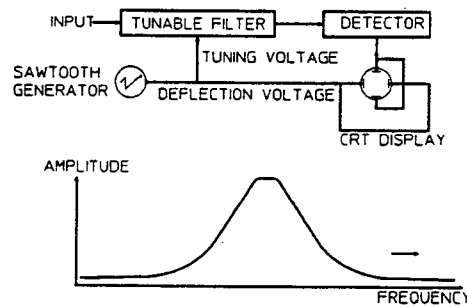 INPUT
TUNABLE FILTER
DETECTOR
TUNING VOLTAGE
SAWTOOTH
GENERATOR
DEFLECTION VOLTAGE
CRT DISPLAY
AMPLITUDE
FREQUENCY